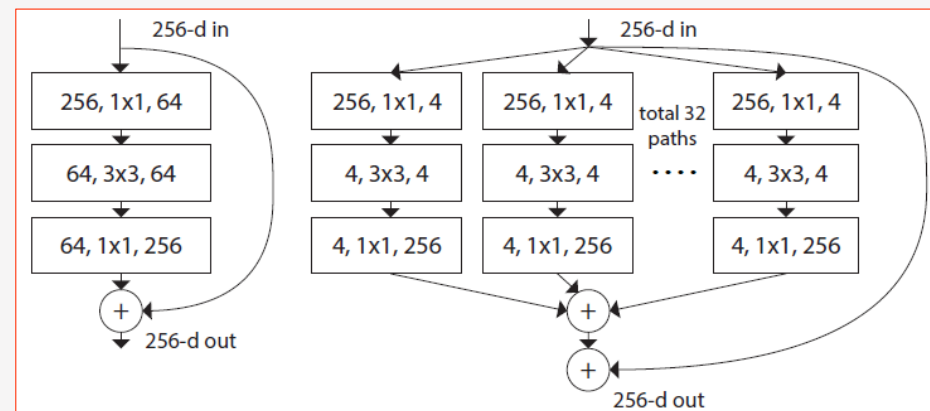 256-d in
256, 1x1, 64
64, 3x3, 64
64, 1x1, 256
+
256-d out
256-d in
256, 1x1, 4
256, 1x1, 4
total 32
paths
....
256, 1x1, 4
4, 3x3, 4
4, 3x3, 4
4, 3x3, 4
4, 1x1, 256
4, 1x1, 256
4, 1x1, 256
+
+
256-d out